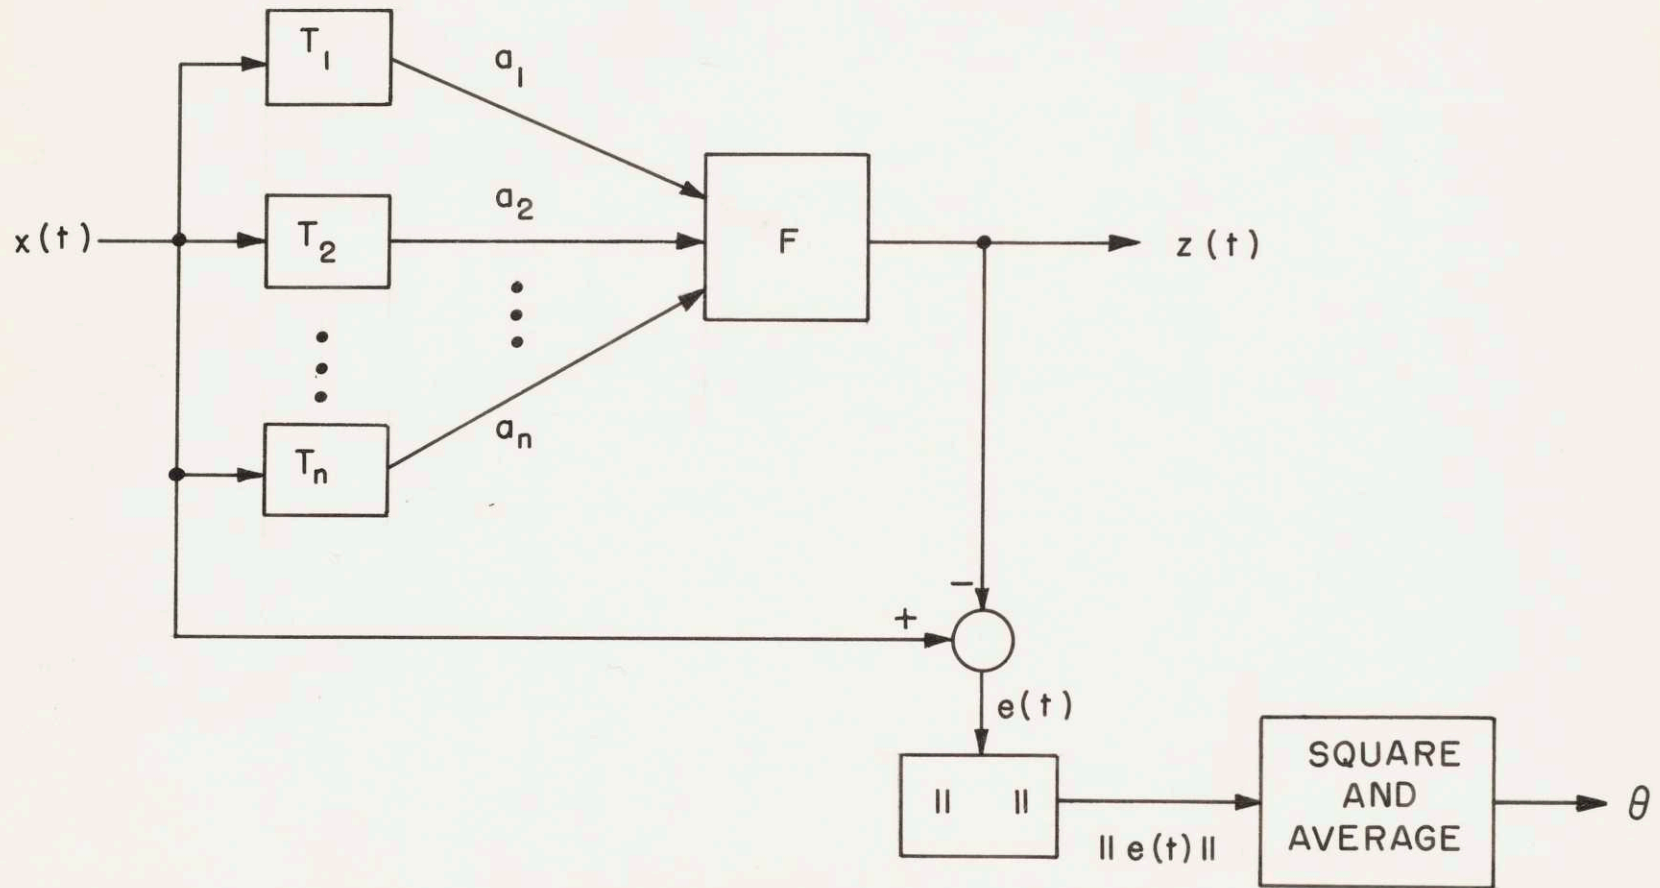 T₁
a₁
a₂
x(t)
T₂
F
z(t)
aₙ
Tₙ
−
+
e(t)
|| ||
|| e(t) ||
SQUARE
AND
AVERAGE
θ